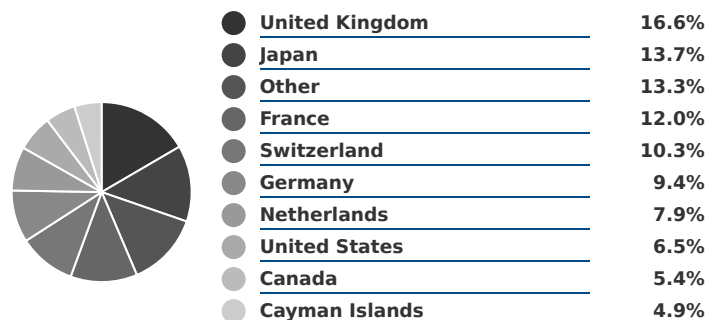 United Kingdom 16.6%
Japan 13.7%
Other 13.3%
France 12.0%
Switzerland 10.3%
Germany 9.4%
Netherlands 7.9%
United States 6.5%
Canada 5.4%
Cayman Islands 4.9%